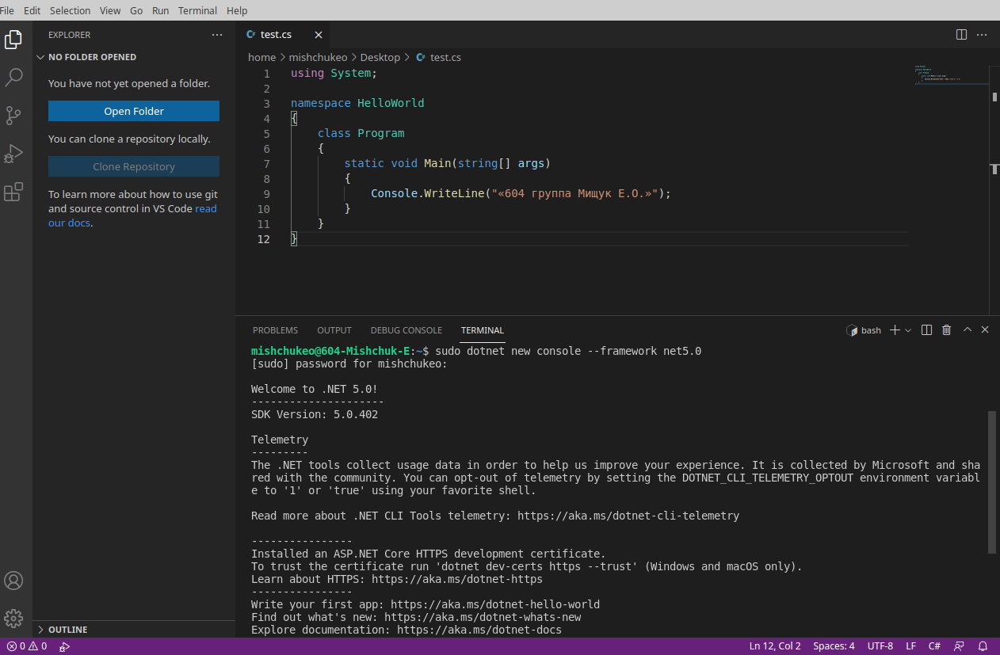 File Edit Selection View Go Run Terminal Help
EXPLORER
NO FOLDER OPENED
You have not yet opened a folder.
Open Folder
You can clone a repository locally.
Clone Repository
To learn more about how to use git
and source control in VS Code read
our docs.
OUTLINE
test.cs
home > mishchukeo > Desktop > test.cs
1 using System;
2
3 namespace HelloWorld
4 {
5     class Program
6     {
7         static void Main(string[] args)
8         {
9             Console.WriteLine("«604 группа Мищук Е.О.»");
10         }
11     }
12 }
PROBLEMS OUTPUT DEBUG CONSOLE TERMINAL
bash
mishchukeo@604-Mishchuk-E:~$ sudo dotnet new console --framework net5.0
[sudo] password for mishchukeo:
Welcome to .NET 5.0!
---------------------
SDK Version: 5.0.402
Telemetry
---------
The .NET tools collect usage data in order to help us improve your experience. It is collected by Microsoft and sha
red with the community. You can opt-out of telemetry by setting the DOTNET_CLI_TELEMETRY_OPTOUT environment variabl
e to '1' or 'true' using your favorite shell.
Read more about .NET CLI Tools telemetry: https://aka.ms/dotnet-cli-telemetry
----------------
Installed an ASP.NET Core HTTPS development certificate.
To trust the certificate run 'dotnet dev-certs https --trust' (Windows and macOS only).
Learn about HTTPS: https://aka.ms/dotnet-https
----------------
Write your first app: https://aka.ms/dotnet-hello-world
Find out what's new: https://aka.ms/dotnet-whats-new
Explore documentation: https://aka.ms/dotnet-docs
0 0 Ln 12, Col 2 Spaces: 4 UTF-8 LF C#